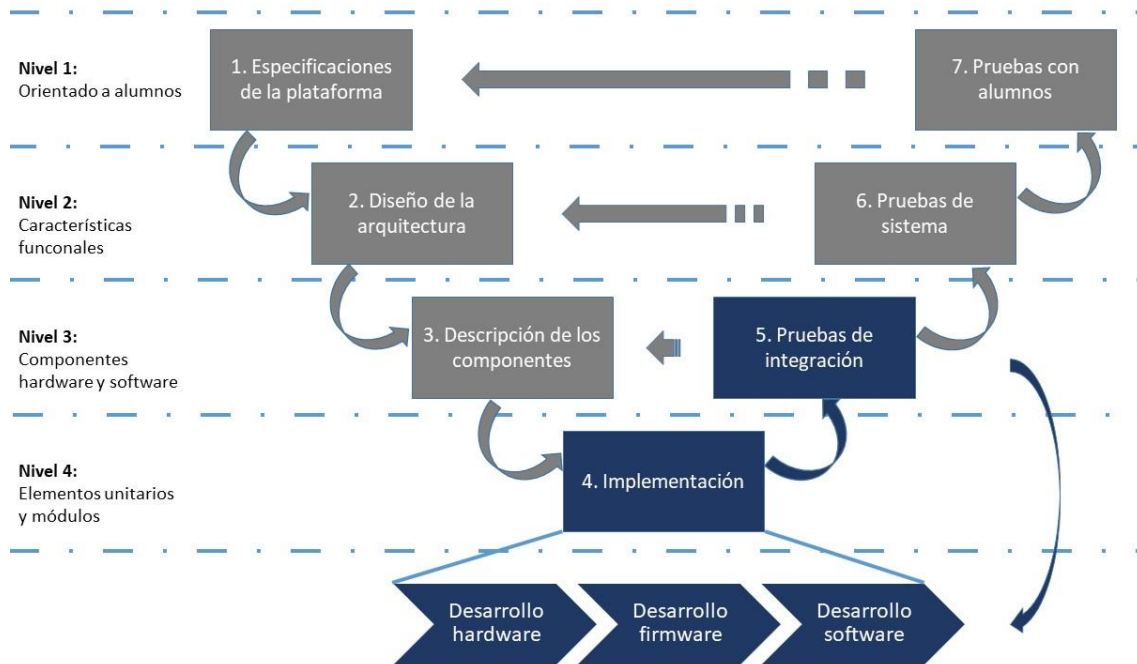 Nivel 1:
Orientado a alumnos
1. Especificaciones
de la plataforma
7. Pruebas con
alumnos
Nivel 2:
Características
funconales
2. Diseño de la
arquitectura
6. Pruebas de
sistema
Nivel 3:
Componentes
hardware y software
3. Descripción de los
componentes
5. Pruebas de
integración
Nivel 4:
Elementos unitarios
y módulos
4. Implementación
Desarrollo
hardware
Desarrollo
firmware
Desarrollo
software